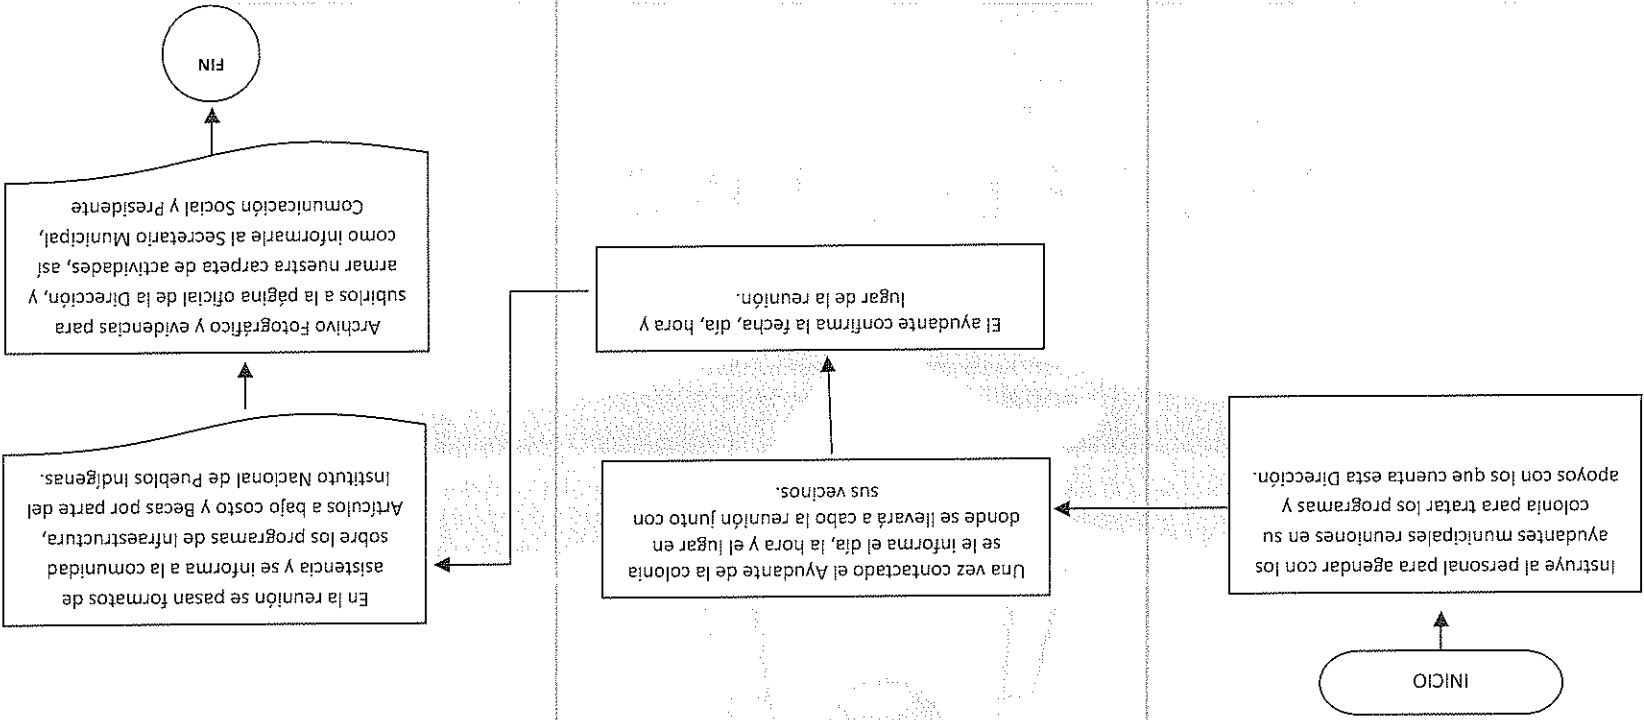 INICIO
Instruye al personal para agendar con los
ayudantes municipales reuniones en su
colonia para tratar los programas y
apoyos con los que cuenta esta Dirección.
Una vez contactado el Ayudante de la colonia
se le informa el día, la hora y el lugar en
donde se llevará a cabo la reunión junto con
sus vecinos.
El ayudante confirma la fecha, día, hora y
lugar de la reunión.
En la reunión se pasan formatos de
asistencia y se informa a la comunidad
sobre los programas de Infraestructura,
Artículos a bajo costo y Becas por parte del
Instituto Nacional de Pueblos Indígenas.
Archivo Fotográfico y evidencias para
subirlos a la página oficial de la Dirección, y
armar nuestra carpeta de actividades, así
como informarle al Secretario Municipal,
Comunicación Social y Presidente
FIN